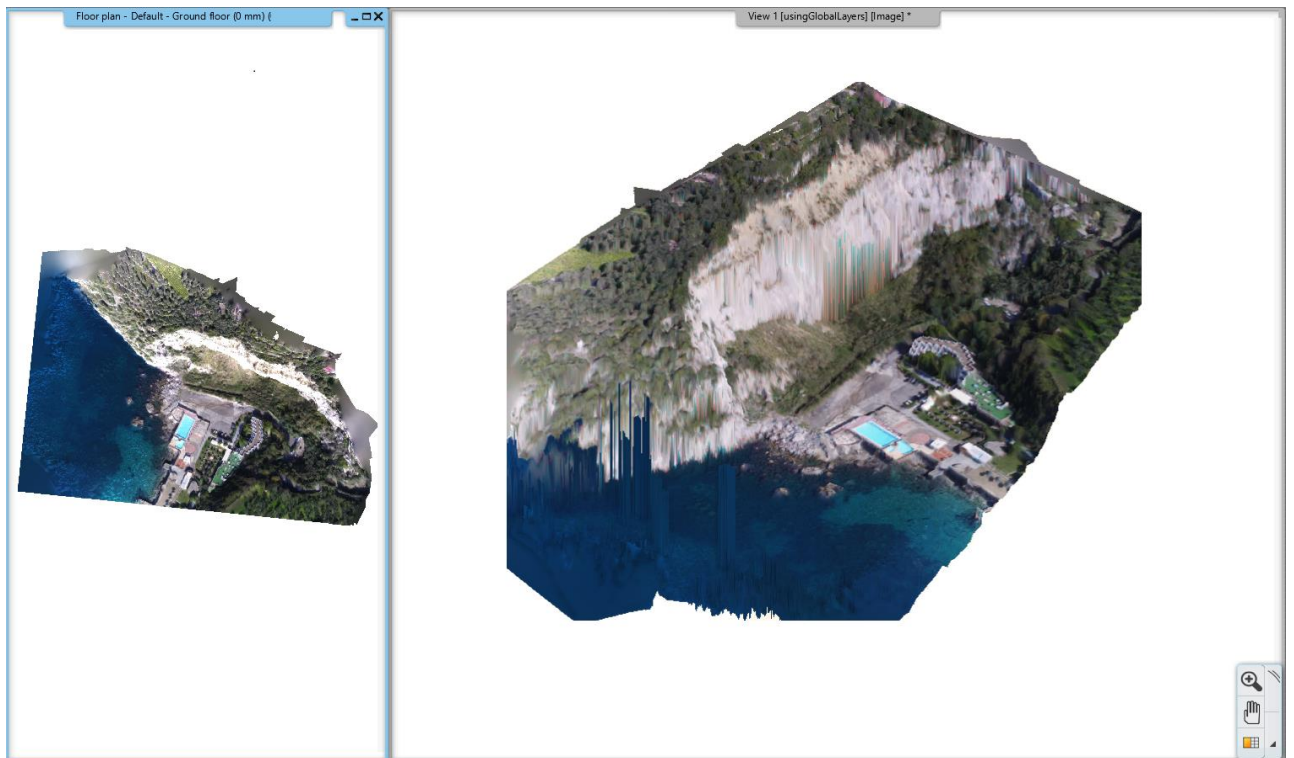 Floor plan - Default - Ground floor (0 mm) (
View 1 [usingGlobalLayers] [Image] *